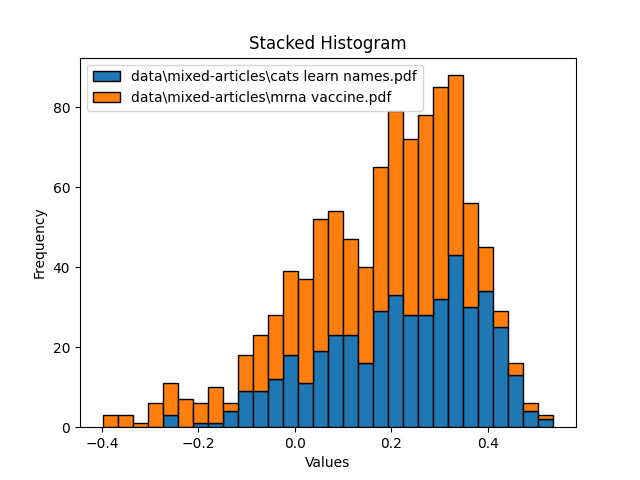 Stacked Histogram
data\mixed-articles\cats learn names.pdf
data\mixed-articles\mrna vaccine.pdf
80
60
40
20
0
Frequency
−0.4 −0.2 0.0 0.2 0.4
Values